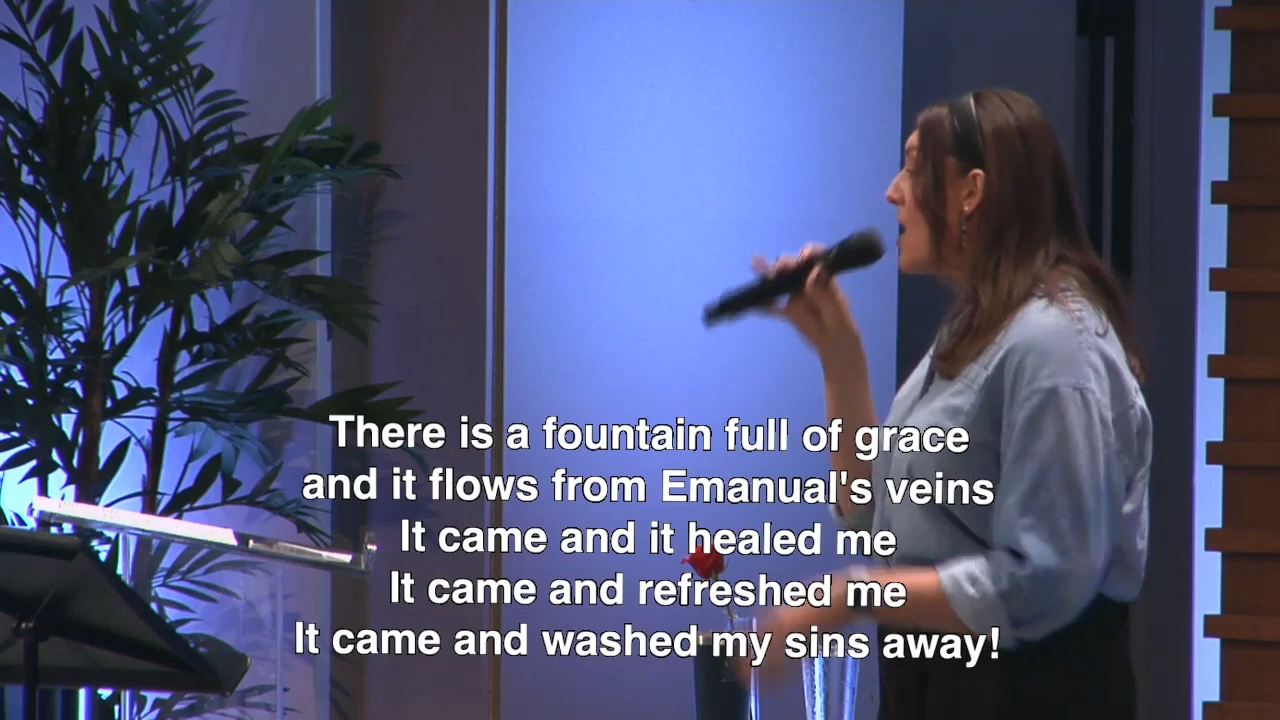 There is a fountain full of grace
and it flows from Emanual's veins
It came and it healed me
It came and refreshed me
It came and washed my sins away!